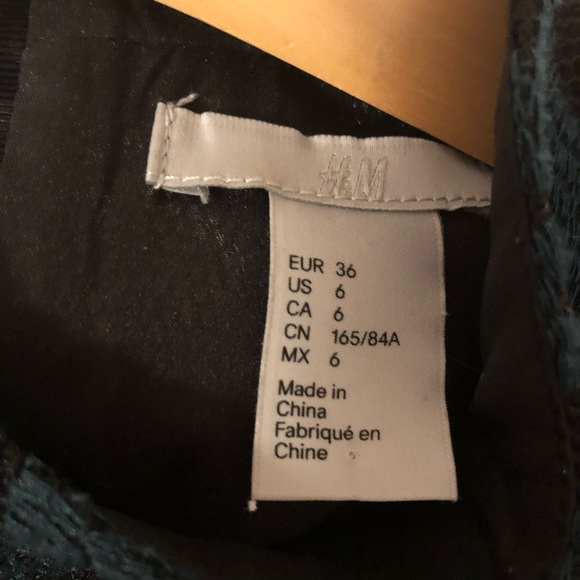 H&M
EUR 36
US 6
CA 6
CN 165/84A
MX 6
Made in
China
Fabriqué en
Chine